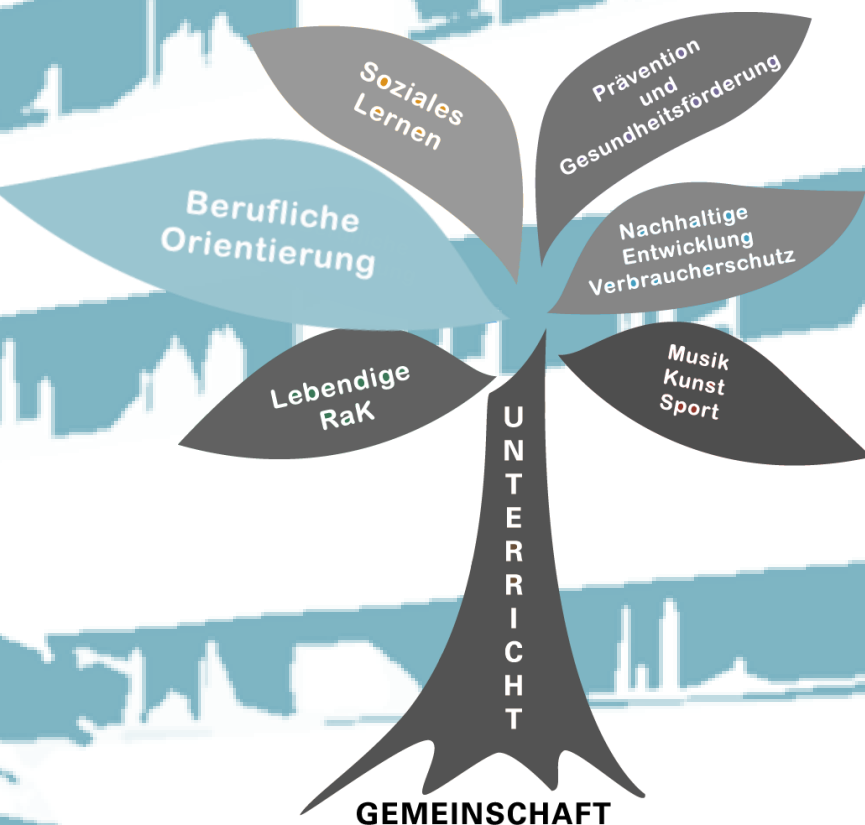 Soziales
Lernen
Prävention
und
Gesundheitsförderung
Berufliche
Orientierung
Nachhaltige
Entwicklung
Verbraucherschutz
Lebendige
RaK
Musik
Kunst
Sport
UNTERRICHT
GEMEINSCHAFT